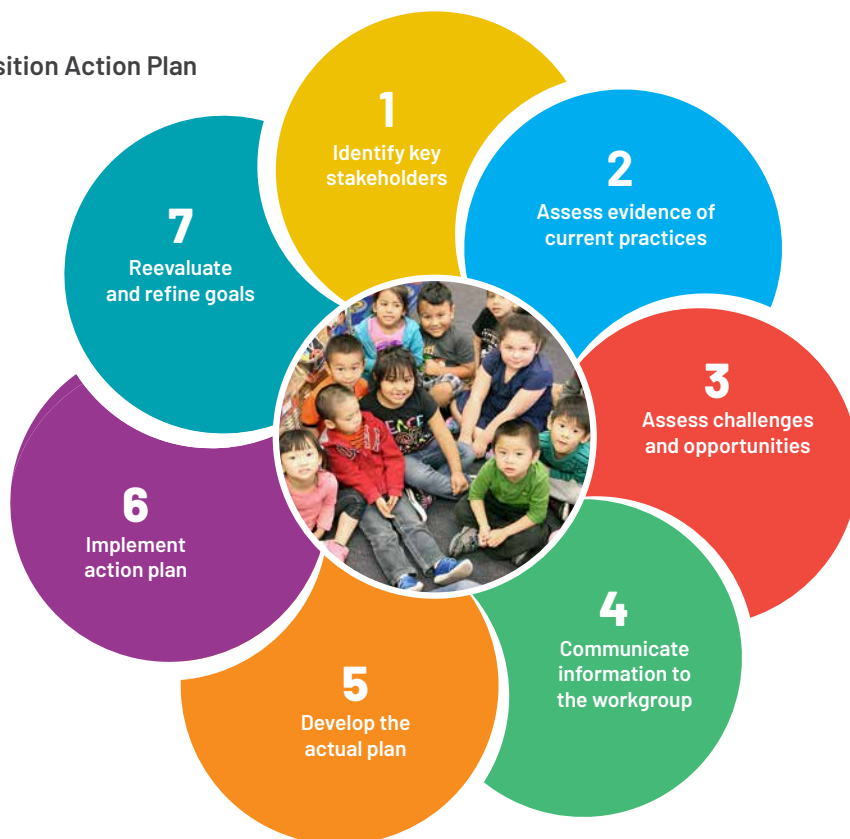 sition Action Plan
1
Identify key
stakeholders
2
Assess evidence of
current practices
3
Assess challenges
and opportunities
4
Communicate
information to
the workgroup
5
Develop the
actual plan
6
Implement
action plan
7
Reevaluate
and refine goals